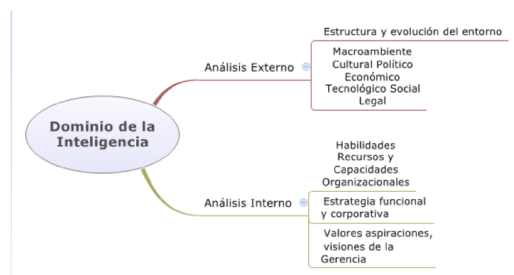 Dominio de la
Inteligencia
Análisis Externo
Estructura y evolución del entorno
Macroambiente
Cultural Político
Económico
Tecnológico Social
Legal
Análisis Interno
Habilidades
Recursos y
Capacidades
Organizacionales
Estrategia funcional
y corporativa
Valores aspiraciones,
visiones de la
Gerencia